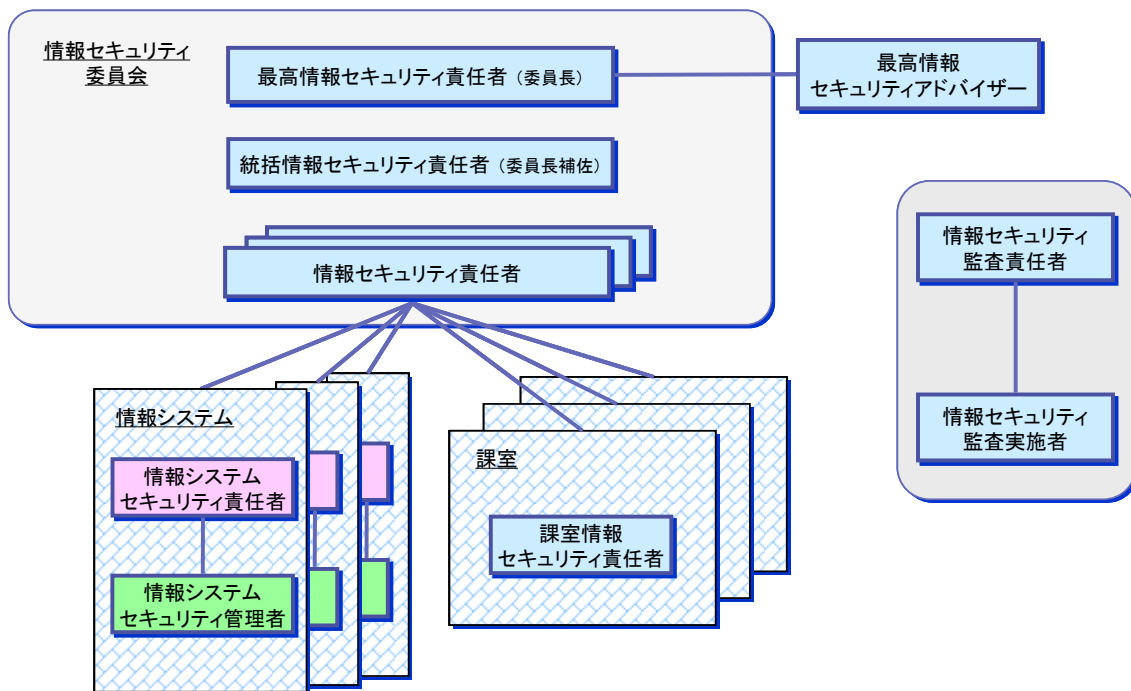 情報セキュリティ
委員会
最高情報セキュリティ責任者（委員長）
最高情報
セキュリティアドバイザー
統括情報セキュリティ責任者（委員長補佐）
情報セキュリティ責任者
情報セキュリティ
監査責任者
情報セキュリティ
監査実施者
情報システム
情報システム
セキュリティ責任者
情報システム
セキュリティ管理者
課室
課室情報
セキュリティ責任者